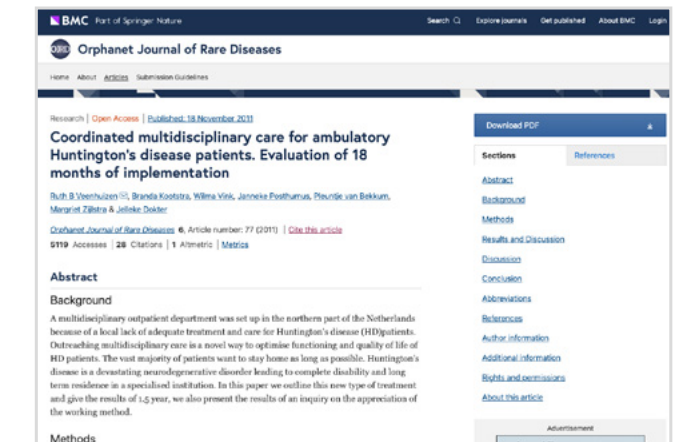 BMC Part of Springer Nature
Search Explore journals Get published About BMC Login
ORD Orphanet Journal of Rare Diseases
Home About Articles Submission Guidelines
Research | Open Access | Published: 18 November 2011
Coordinated multidisciplinary care for ambulatory
Huntington's disease patients. Evaluation of 18
months of implementation
Ruth B Veenhuizen, Branda Kootstra, Wilma Vink, Janneke Posthumus, Pleuntje van Bekkum,
Margriet Zijlstra & Jelleke Dokter
Orphanet Journal of Rare Diseases 6, Article number: 77 (2011) | Cite this article
5119 Accesses | 28 Citations | 1 Altmetric | Metrics
Abstract
Background
A multidisciplinary outpatient department was set up in the northern part of the Netherlands
because of a local lack of adequate treatment and care for Huntington's disease (HD)patients.
Outreaching multidisciplinary care is a novel way to optimise functioning and quality of life of
HD patients. The vast majority of patients want to stay home as long as possible. Huntington's
disease is a devastating neurodegenerative disorder leading to complete disability and long
term residence in a specialised institution. In this paper we outline this new type of treatment
and give the results of 1.5 year, we also present the results of an inquiry on the appreciation of
the working method.
Methods
Download PDF
Sections References
Abstract
Background
Methods
Results and Discussion
Discussion
Conclusion
Abbreviations
References
Author information
Additional information
Rights and permissions
About this article
Advertisement